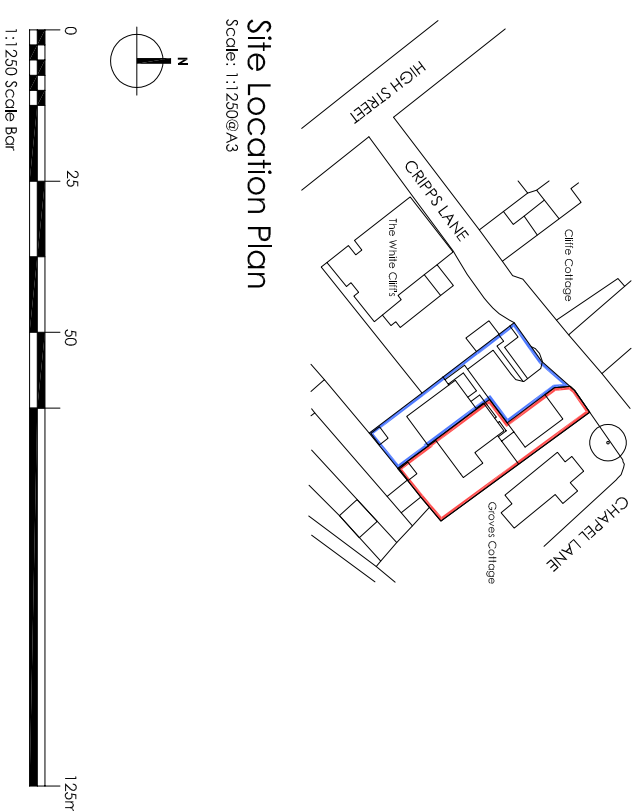 Site Location Plan
Scale: 1:1250@A3
N
0
25
50
125m
1:1250 Scale Bar
HIGH STREET
CRIPPS LANE
The White Cliffs
Cliffe Cottage
Groves Cottage
CHAPEL LANE